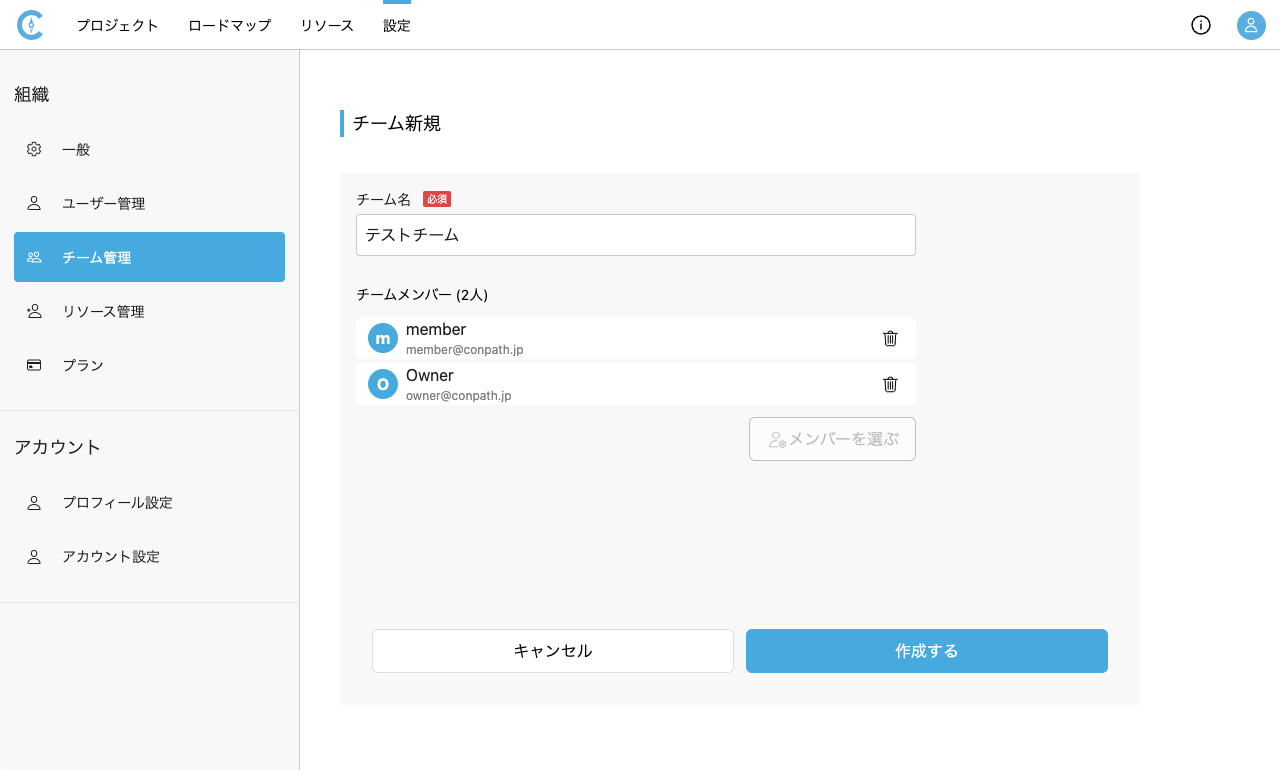 プロジェクト ロードマップ リソース 設定
組織
一般
ユーザー管理
チーム管理
リソース管理
プラン
アカウント
プロフィール設定
アカウント設定
チーム新規
チーム名 必須
テストチーム
チームメンバー (2人)
m member
member@conpath.jp
O Owner
owner@conpath.jp
メンバーを選ぶ
キャンセル 作成する